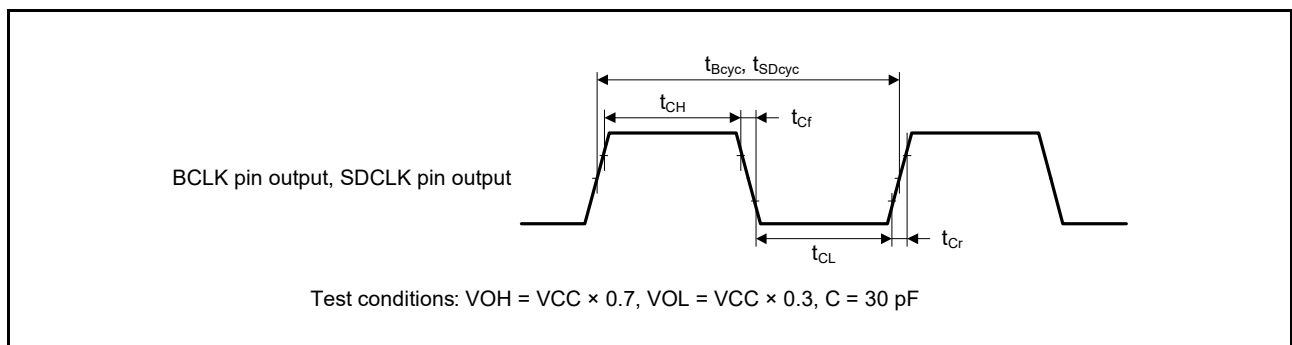 tBcyc, tSDcyc
tCH
tCf
BCLK pin output, SDCLK pin output
tCr
tCL
Test conditions: VOH = VCC × 0.7, VOL = VCC × 0.3, C = 30 pF